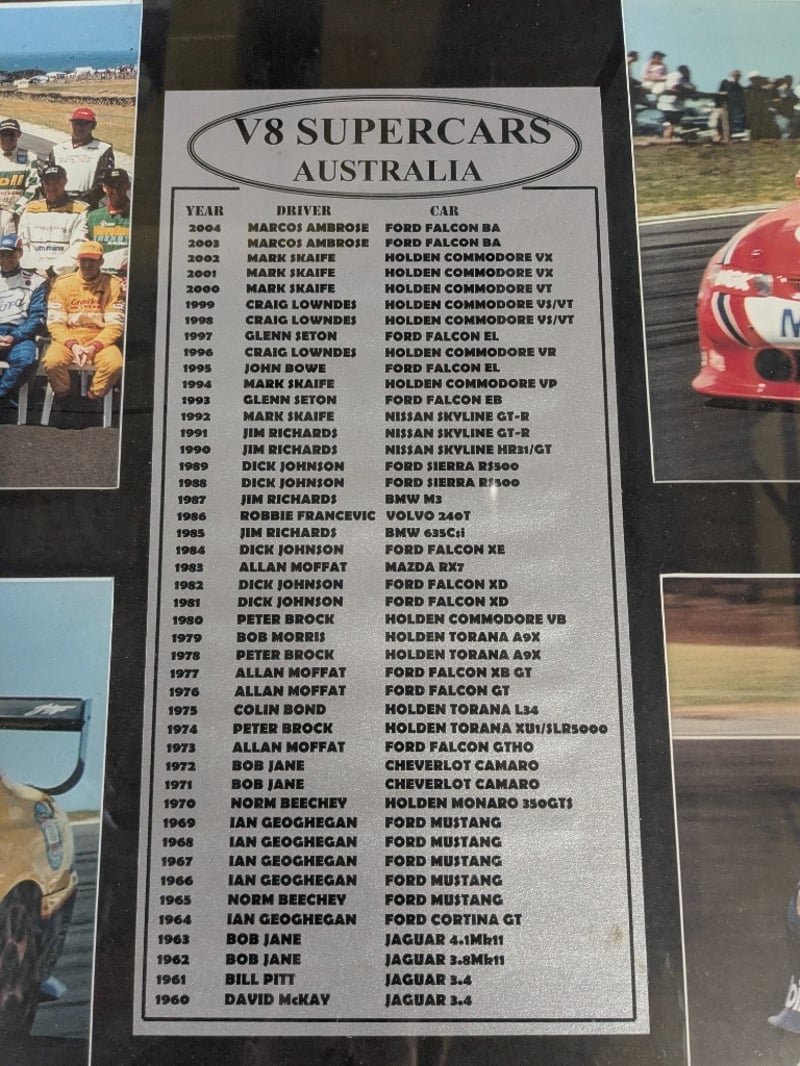 V8 SUPERCARS
AUSTRALIA
YEAR DRIVER CAR
2004 MARCOS AMBROSE FORD FALCON BA
2003 MARCOS AMBROSE FORD FALCON BA
2002 MARK SKAIFE HOLDEN COMMODORE VX
2001 MARK SKAIFE HOLDEN COMMODORE VX
2000 MARK SKAIFE HOLDEN COMMODORE VT
1999 CRAIG LOWNDES HOLDEN COMMODORE VS/VT
1998 CRAIG LOWNDES HOLDEN COMMODORE VS/VT
1997 GLENN SETON FORD FALCON EL
1996 CRAIG LOWNDES HOLDEN COMMODORE VR
1995 JOHN BOWE FORD FALCON EL
1994 MARK SKAIFE HOLDEN COMMODORE VP
1993 GLENN SETON FORD FALCON EB
1992 MARK SKAIFE NISSAN SKYLINE GT-R
1991 JIM RICHARDS NISSAN SKYLINE GT-R
1990 JIM RICHARDS NISSAN SKYLINE HR31/GT
1989 DICK JOHNSON FORD SIERRA RS500
1988 DICK JOHNSON FORD SIERRA RS500
1987 JIM RICHARDS BMW M3
1986 ROBBIE FRANCEVIC VOLVO 240T
1985 JIM RICHARDS BMW 635Csi
1984 DICK JOHNSON FORD FALCON XE
1983 ALLAN MOFFAT MAZDA RX7
1982 DICK JOHNSON FORD FALCON XD
1981 DICK JOHNSON FORD FALCON XD
1980 PETER BROCK HOLDEN COMMODORE VB
1979 BOB MORRIS HOLDEN TORANA A9X
1978 PETER BROCK HOLDEN TORANA A9X
1977 ALLAN MOFFAT FORD FALCON XB GT
1976 ALLAN MOFFAT FORD FALCON GT
1975 COLIN BOND HOLDEN TORANA L34
1974 PETER BROCK HOLDEN TORANA XU1/SLR5000
1973 ALLAN MOFFAT FORD FALCON GTHO
1972 BOB JANE CHEVERLOT CAMARO
1971 BOB JANE CHEVERLOT CAMARO
1970 NORM BEECHEY HOLDEN MONARO 350GTS
1969 IAN GEOGHEGAN FORD MUSTANG
1968 IAN GEOGHEGAN FORD MUSTANG
1967 IAN GEOGHEGAN FORD MUSTANG
1966 IAN GEOGHEGAN FORD MUSTANG
1965 NORM BEECHEY FORD MUSTANG
1964 IAN GEOGHEGAN FORD CORTINA GT
1963 BOB JANE JAGUAR 4.1Mk11
1962 BOB JANE JAGUAR 3.8Mk11
1961 BILL PITT JAGUAR 3.4
1960 DAVID McKAY JAGUAR 3.4